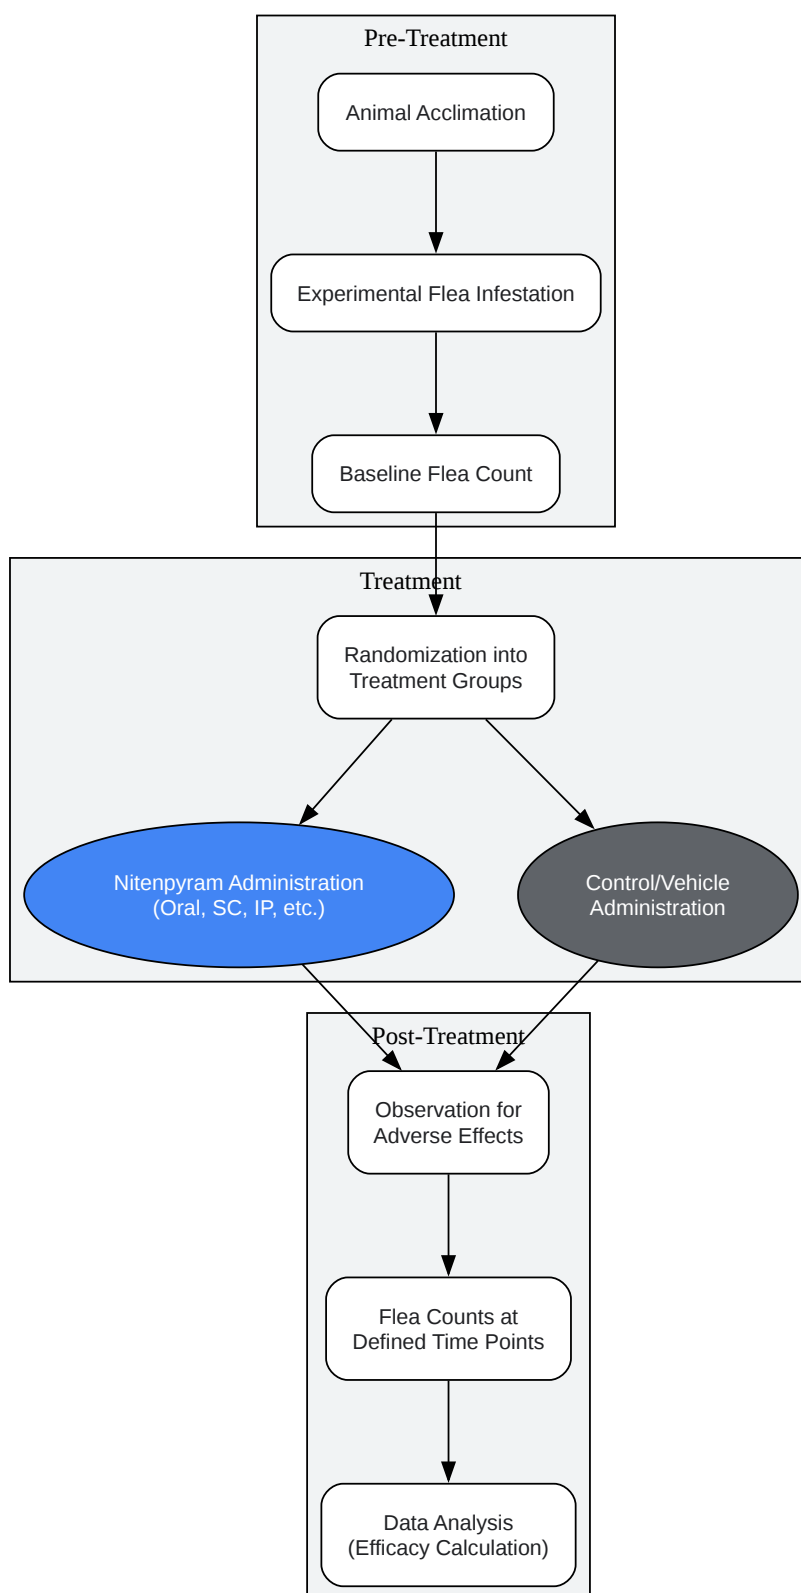 Pre-Treatment
Animal Acclimation
Experimental Flea Infestation
Baseline Flea Count
Treatment
Randomization into
Treatment Groups
Nitenpyram Administration
(Oral, SC, IP, etc.)
Control/Vehicle
Administration
Post-Treatment
Observation for
Adverse Effects
Flea Counts at
Defined Time Points
Data Analysis
(Efficacy Calculation)